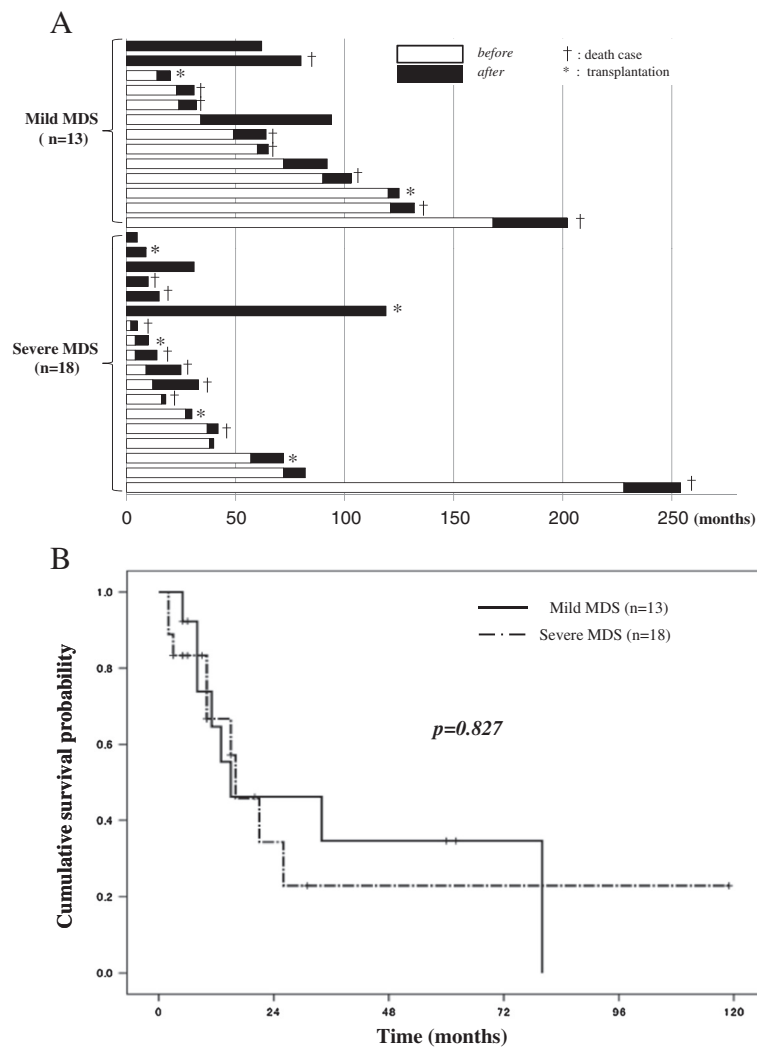 A
before † : death case
after * : transplantation
†
*
†
†
Mild MDS
( n=13)
†
†
†
*
†
†
*
†
†
*
†
*
†
†
†
†
*
†
*
†
Severe MDS
(n=18)
0 50 100 150 200 250 (months)
B
1.0
0.8
0.6
0.4
0.2
0.0
Cumulative survival probability
Mild MDS (n=13)
Severe MDS (n=18)
p=0.827
0 24 48 72 96 120
Time (months)